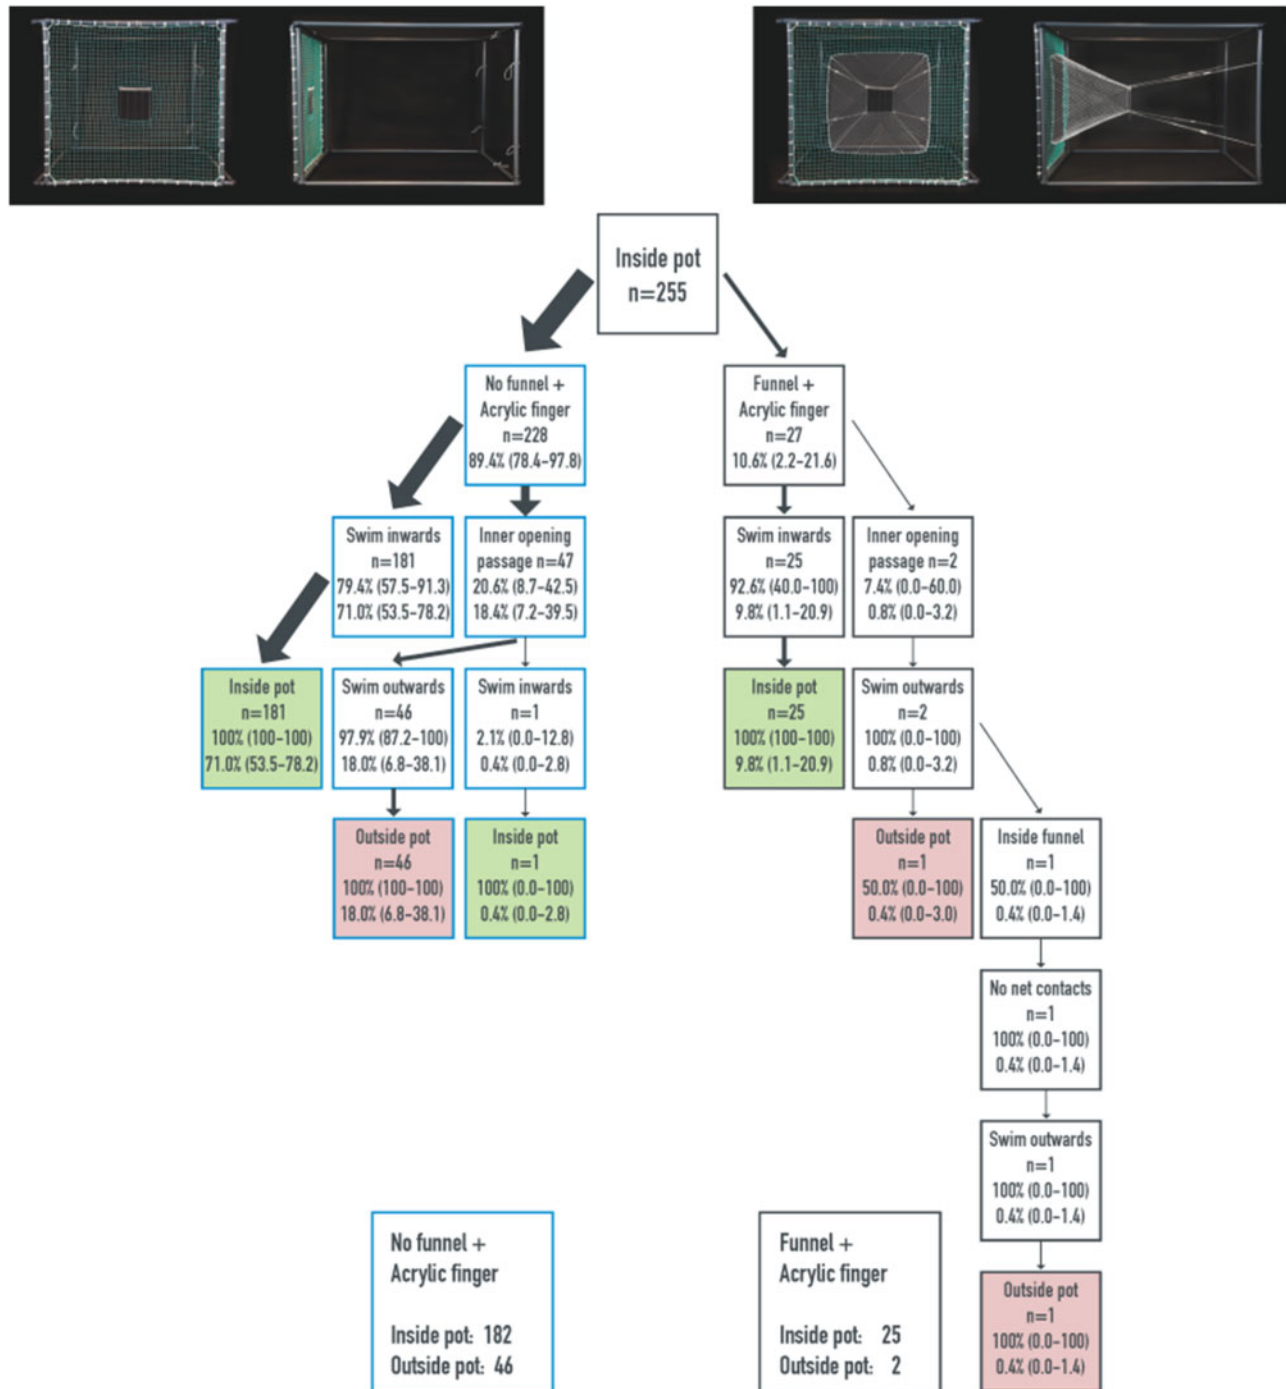 Inside pot
n=255
No funnel +
Acrylic finger
n=228
89.4% (78.4-97.8)
Funnel +
Acrylic finger
n=27
10.6% (2.2-21.6)
Swim inwards
n=181
79.4% (57.5-91.3)
71.0% (53.5-78.2)
Inner opening
passage n=47
20.6% (8.7-42.5)
18.4% (7.2-39.5)
Swim inwards
n=25
92.6% (40.0-100)
9.8% (1.1-20.9)
Inner opening
passage n=2
7.4% (0.0-60.0)
0.8% (0.0-3.2)
Inside pot
n=181
100% (100-100)
71.0% (53.5-78.2)
Swim outwards
n=46
97.9% (87.2-100)
18.0% (6.8-38.1)
Swim inwards
n=1
2.1% (0.0-12.8)
0.4% (0.0-2.8)
Inside pot
n=25
100% (100-100)
9.8% (1.1-20.9)
Swim outwards
n=2
100% (0.0-100)
0.8% (0.0-3.2)
Outside pot
n=46
100% (100-100)
18.0% (6.8-38.1)
Inside pot
n=1
100% (0.0-100)
0.4% (0.0-2.8)
Outside pot
n=1
50.0% (0.0-100)
0.4% (0.0-3.0)
Inside funnel
n=1
50.0% (0.0-100)
0.4% (0.0-1.4)
No net contacts
n=1
100% (0.0-100)
0.4% (0.0-1.4)
Swim outwards
n=1
100% (0.0-100)
0.4% (0.0-1.4)
Outside pot
n=1
100% (0.0-100)
0.4% (0.0-1.4)
No funnel +
Acrylic finger
Inside pot: 182
Outside pot: 46
Funnel +
Acrylic finger
Inside pot: 25
Outside pot: 2